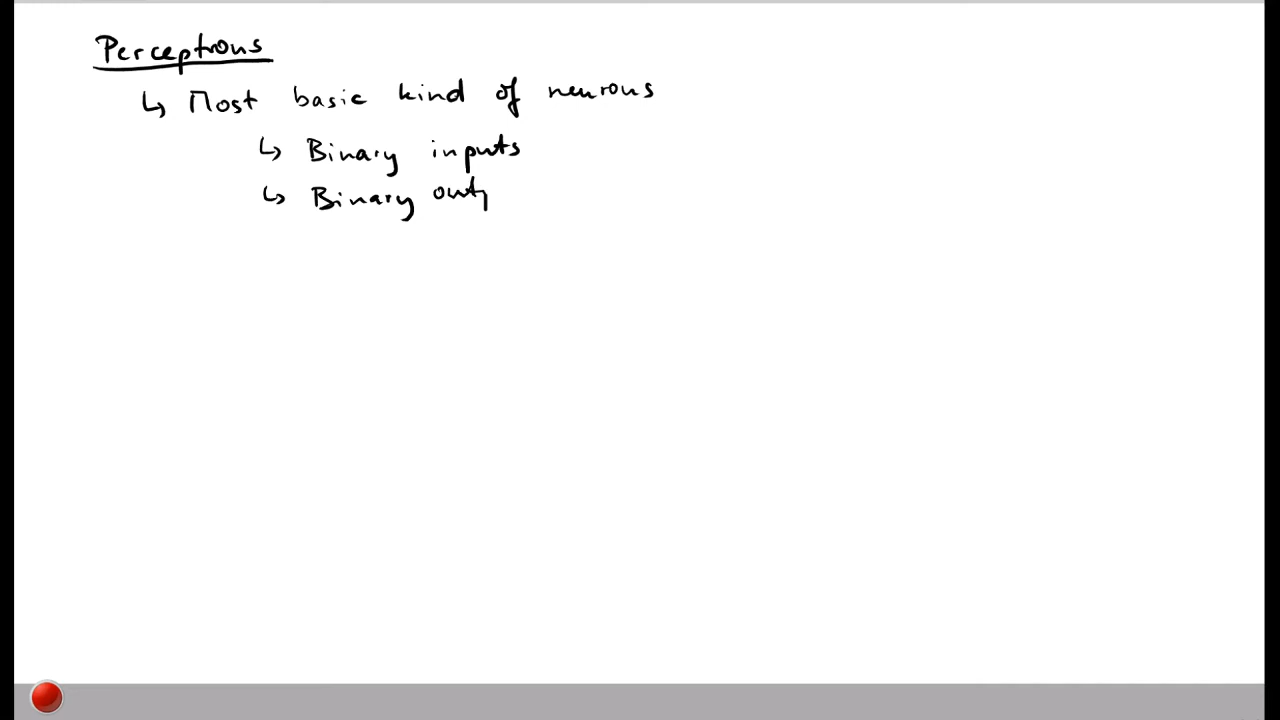 Perceptrons
↳ Most basic kind of neurons
↳ Binary inputs
↳ Binary outp